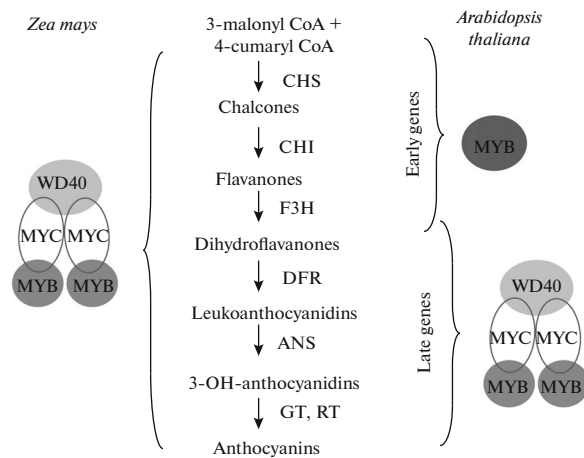 Zea mays
3-malonyl CoA +
4-cumaryl CoA
Arabidopsis
thaliana
CHS
Chalcones
CHI
Flavanones
F3H
Dihydroflavanones
DFR
Leukoanthocyanidins
ANS
3-OH-anthocyanidins
GT, RT
Anthocyanins
WD40
MYC MYC
MYB MYB
Early genes
MYB
Late genes
WD40
MYC MYC
MYB MYB